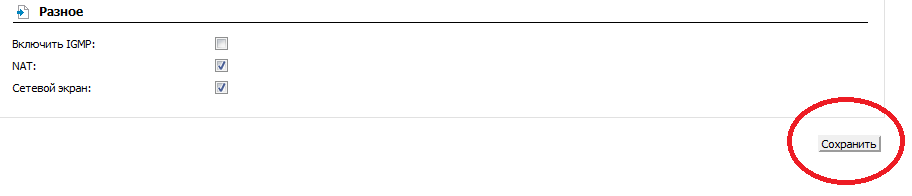 Разное
Включить IGMP:
NAT:
Сетевой экран:
Сохранить